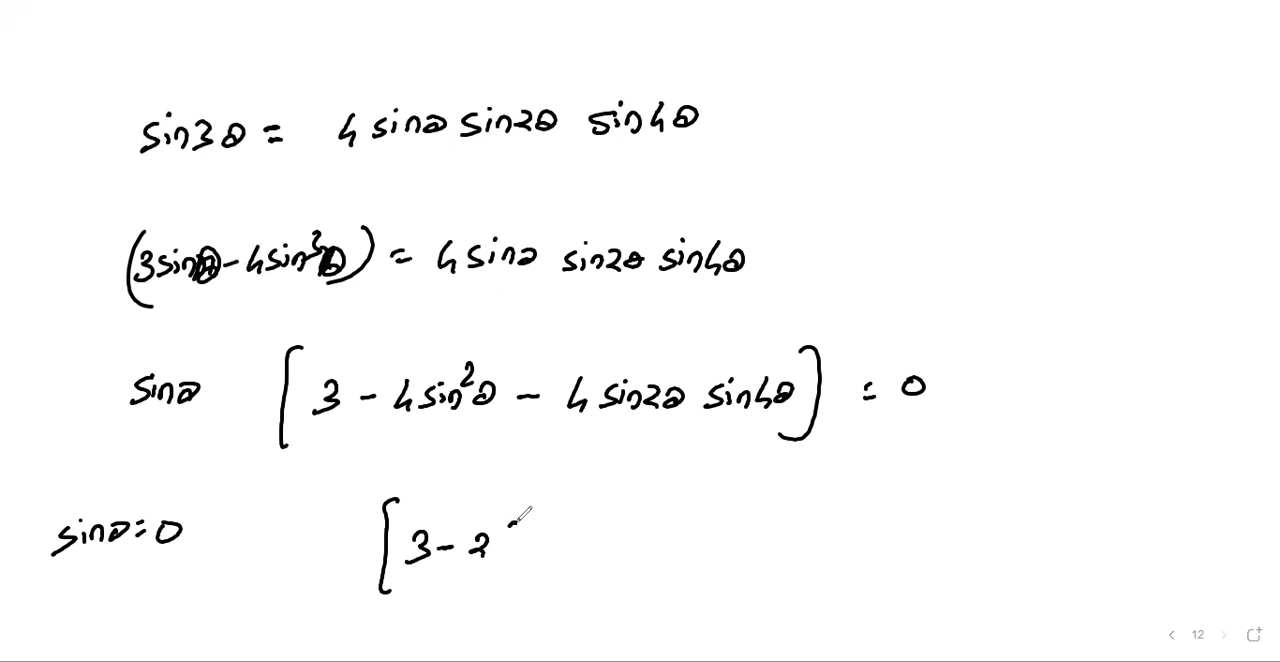 sin3θ = 4 sinθ sin2θ sin4θ
(3sinθ - 4sin³θ) = 4 sinθ sin2θ sin4θ
sinθ [3 - 4sin²θ - 4 sin2θ sin4θ] = 0
sinθ = 0 [3 - 2
12